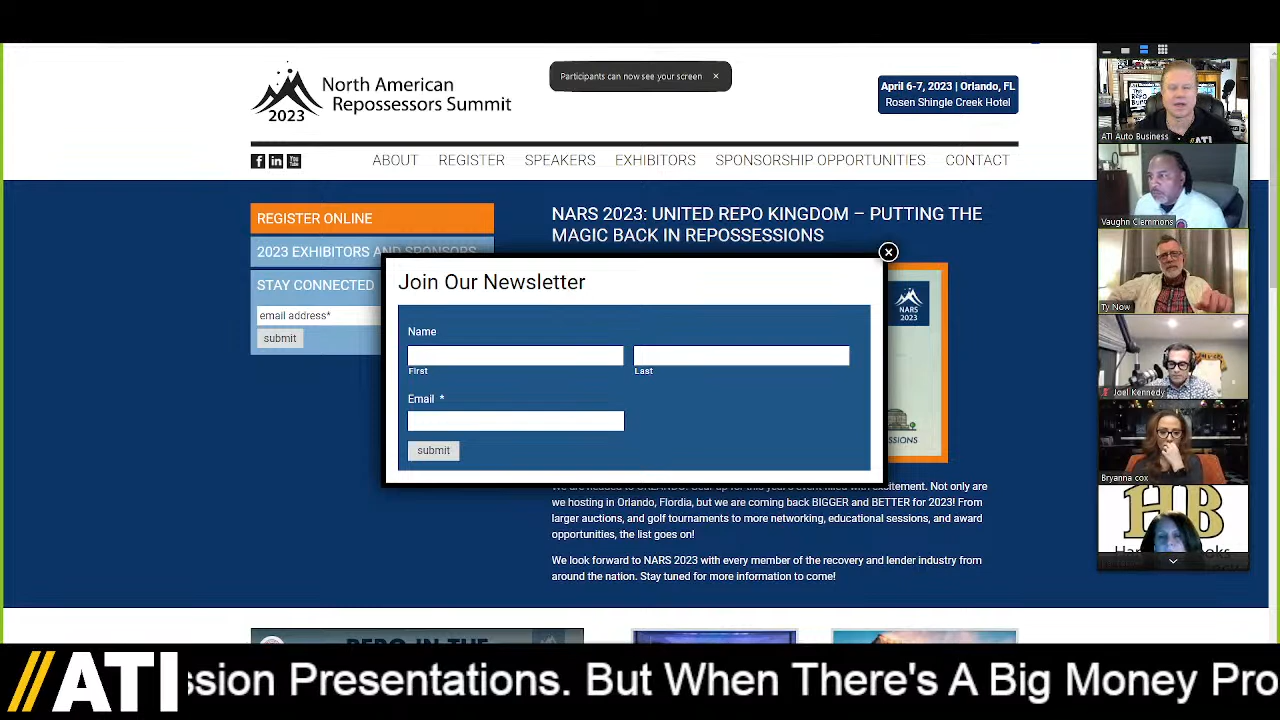 North American
Repossessors Summit
2023
Participants can now see your screen
April 6-7, 2023 | Orlando, FL
Rosen Shingle Creek Hotel
ABOUT REGISTER SPEAKERS EXHIBITORS SPONSORSHIP OPPORTUNITIES CONTACT
REGISTER ONLINE
2023 EXHIBITORS AND SPONSORS
STAY CONNECTED
email address*
submit
NARS 2023: UNITED REPO KINGDOM – PUTTING THE
MAGIC BACK IN REPOSSESSIONS
NARS
2023
Join Our Newsletter
Name
First Last
Email *
submit
excitement. Not only are
we hosting in Orlando, Flordia, but we are coming back BIGGER and BETTER for 2023! From
larger auctions, and golf tournaments to more networking, educational sessions, and award
opportunities, the list goes on!
We look forward to NARS 2023 with every member of the recovery and lender industry from
around the nation. Stay tuned for more information to come!
ATI Auto Business
Vaughn Clemmons
Ty Now
Joel Kennedy
Bryanna cox
HB
REPO IN THE
//ATI ssion Presentations. But When There's A Big Money Pro